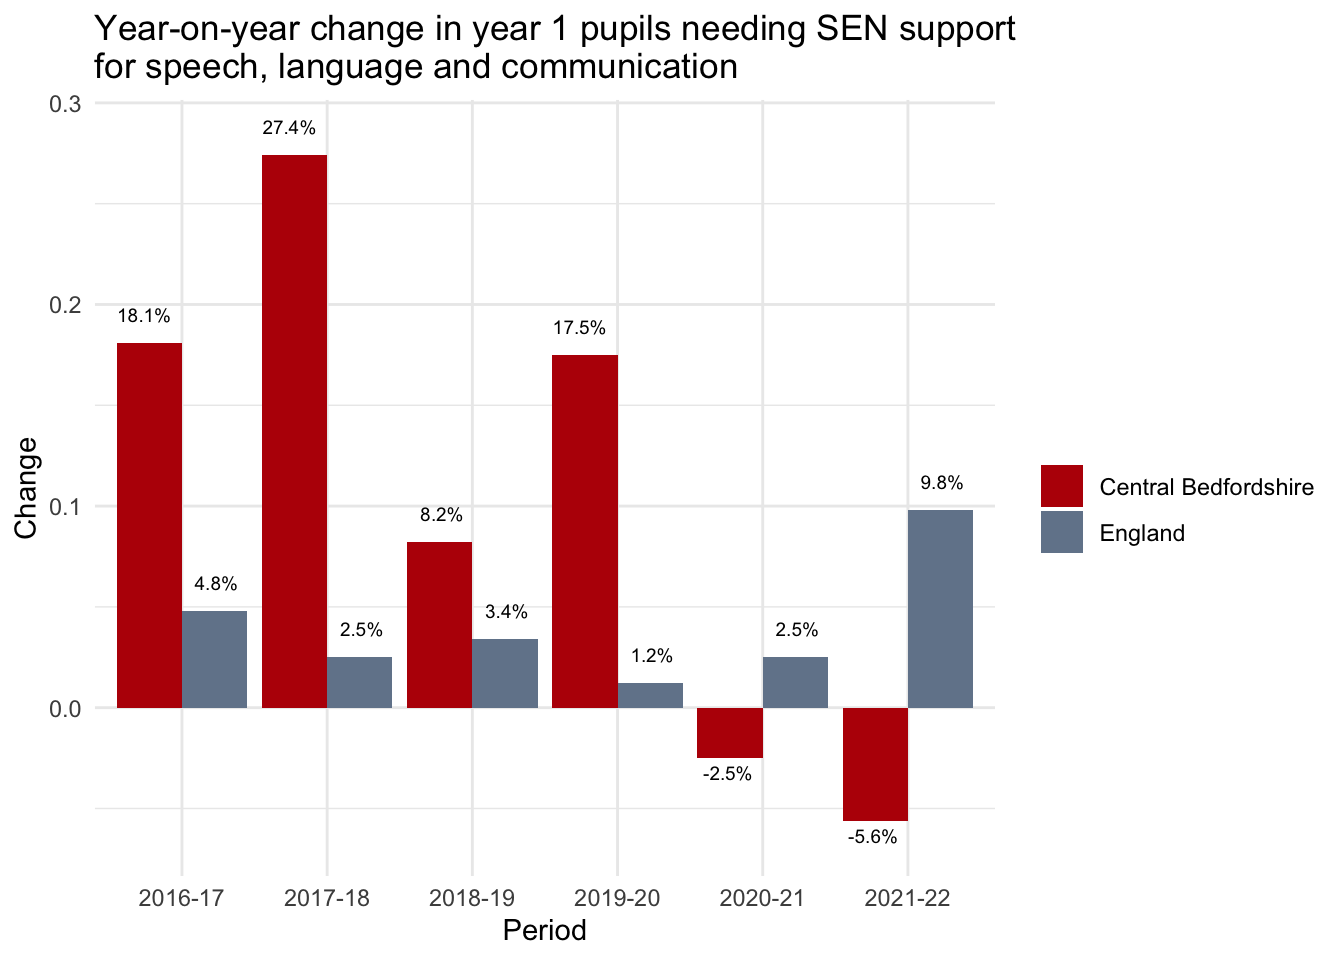 Year-on-year change in year 1 pupils needing SEN support
for speech, language and communication
0.3
0.2
0.1
0.0
Change
27.4%
18.1%
17.5%
9.8%
8.2%
4.8%
3.4%
2.5%
2.5%
1.2%
-2.5%
-5.6%
Central Bedfordshire
England
2016-17 2017-18 2018-19 2019-20 2020-21 2021-22
Period